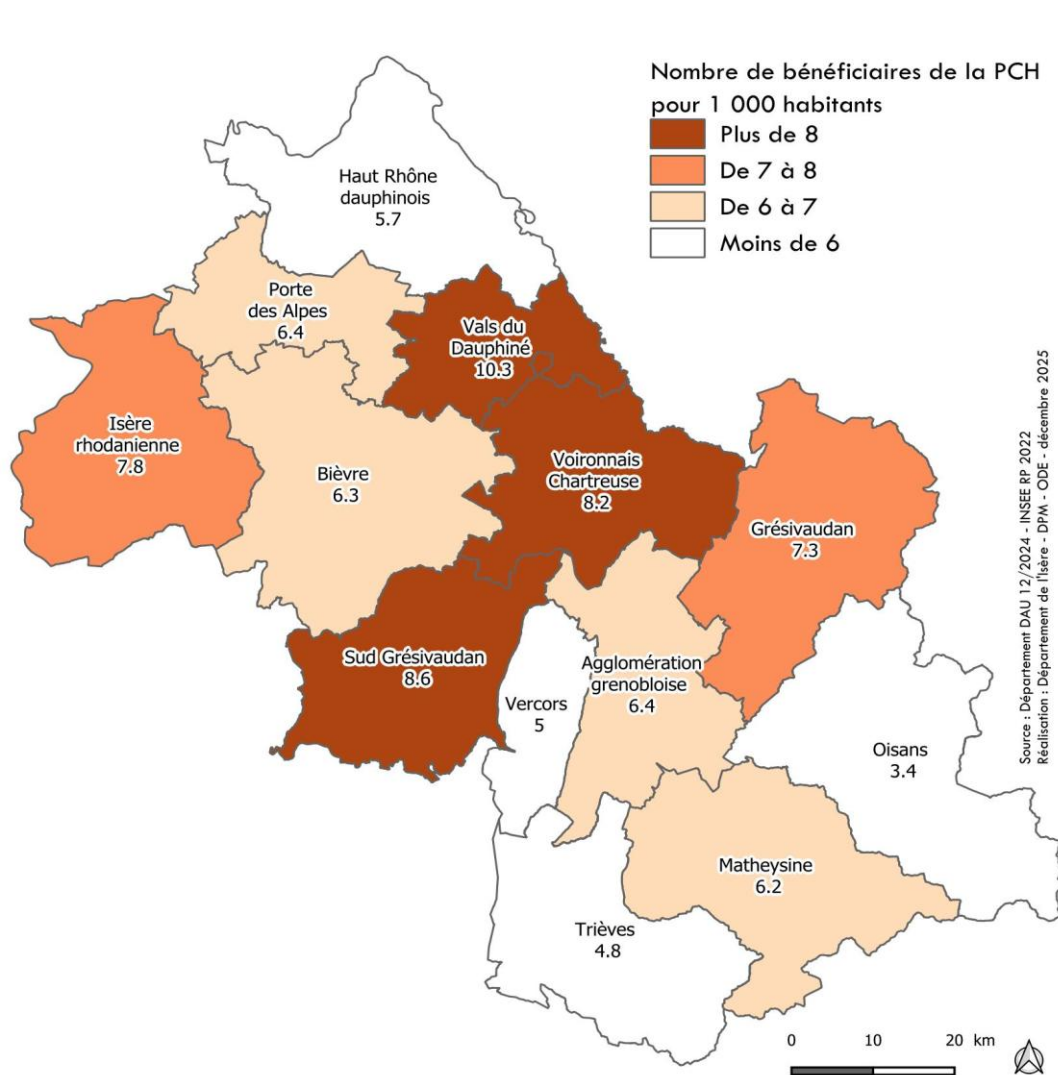 Nombre de bénéficiaires de la PCH
pour 1 000 habitants
Plus de 8
De 7 à 8
De 6 à 7
Moins de 6
Haut Rhône
dauphinois
5.7
Porte
des Alpes
6.4
Vals du
Dauphiné
10.3
Isère
rhodanienne
7.8
Bièvre
6.3
Voironnais
Chartreuse
8.2
Grésivaudan
7.3
Sud Grésivaudan
8.6
Vercors
5
Agglomération
grenobloise
6.4
Oisans
3.4
Matheysine
6.2
Trièves
4.8
Source : Département DAU 12/2024 - INSEE RP 2022
Réalisation : Département de l'Isère - DPM - ODE - décembre 2025
0 10 20 km